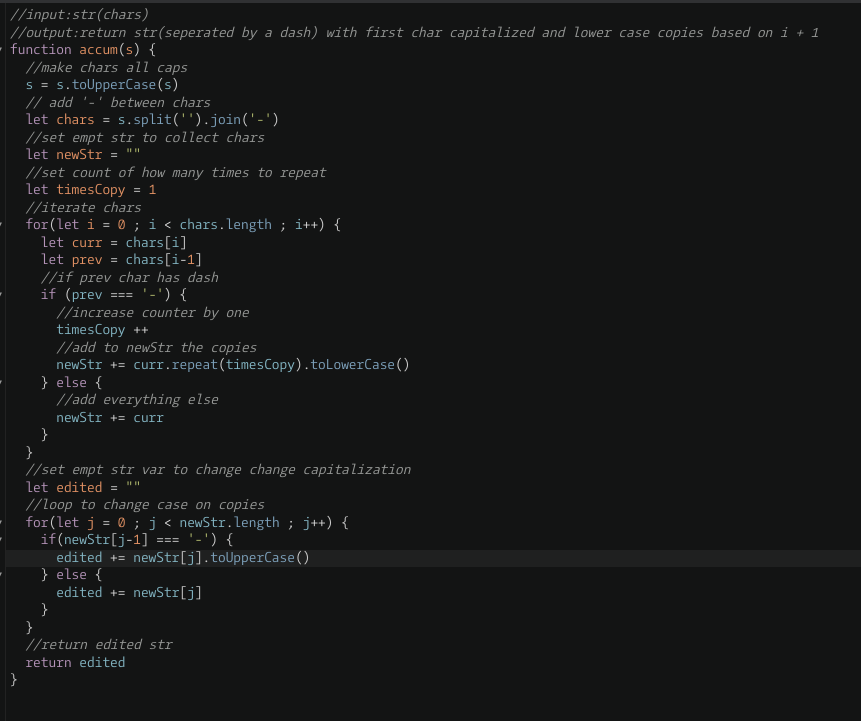 //input:str(chars)
//output:return str(seperated by a dash) with first char capitalized and lower case copies based on i + 1
function accum(s) {
  //make chars all caps
  s = s.toUpperCase(s)
  // add '-' between chars
  let chars = s.split('').join('-')
  //set empt str to collect chars
  let newStr = ""
  //set count of how many times to repeat
  let timesCopy = 1
  //iterate chars
  for(let i = 0 ; i < chars.length ; i++) {
    let curr = chars[i]
    let prev = chars[i-1]
    //if prev char has dash
    if (prev === '-') {
      //increase counter by one
      timesCopy ++
      //add to newStr the copies
      newStr += curr.repeat(timesCopy).toLowerCase()
    } else {
      //add everything else
      newStr += curr
    }
  }
  //set empt str var to change change capitalization
  let edited = ""
  //loop to change case on copies
  for(let j = 0 ; j < newStr.length ; j++) {
    if(newStr[j-1] === '-') {
      edited += newStr[j].toUpperCase()
    } else {
      edited += newStr[j]
    }
  }
  //return edited str
  return edited
}